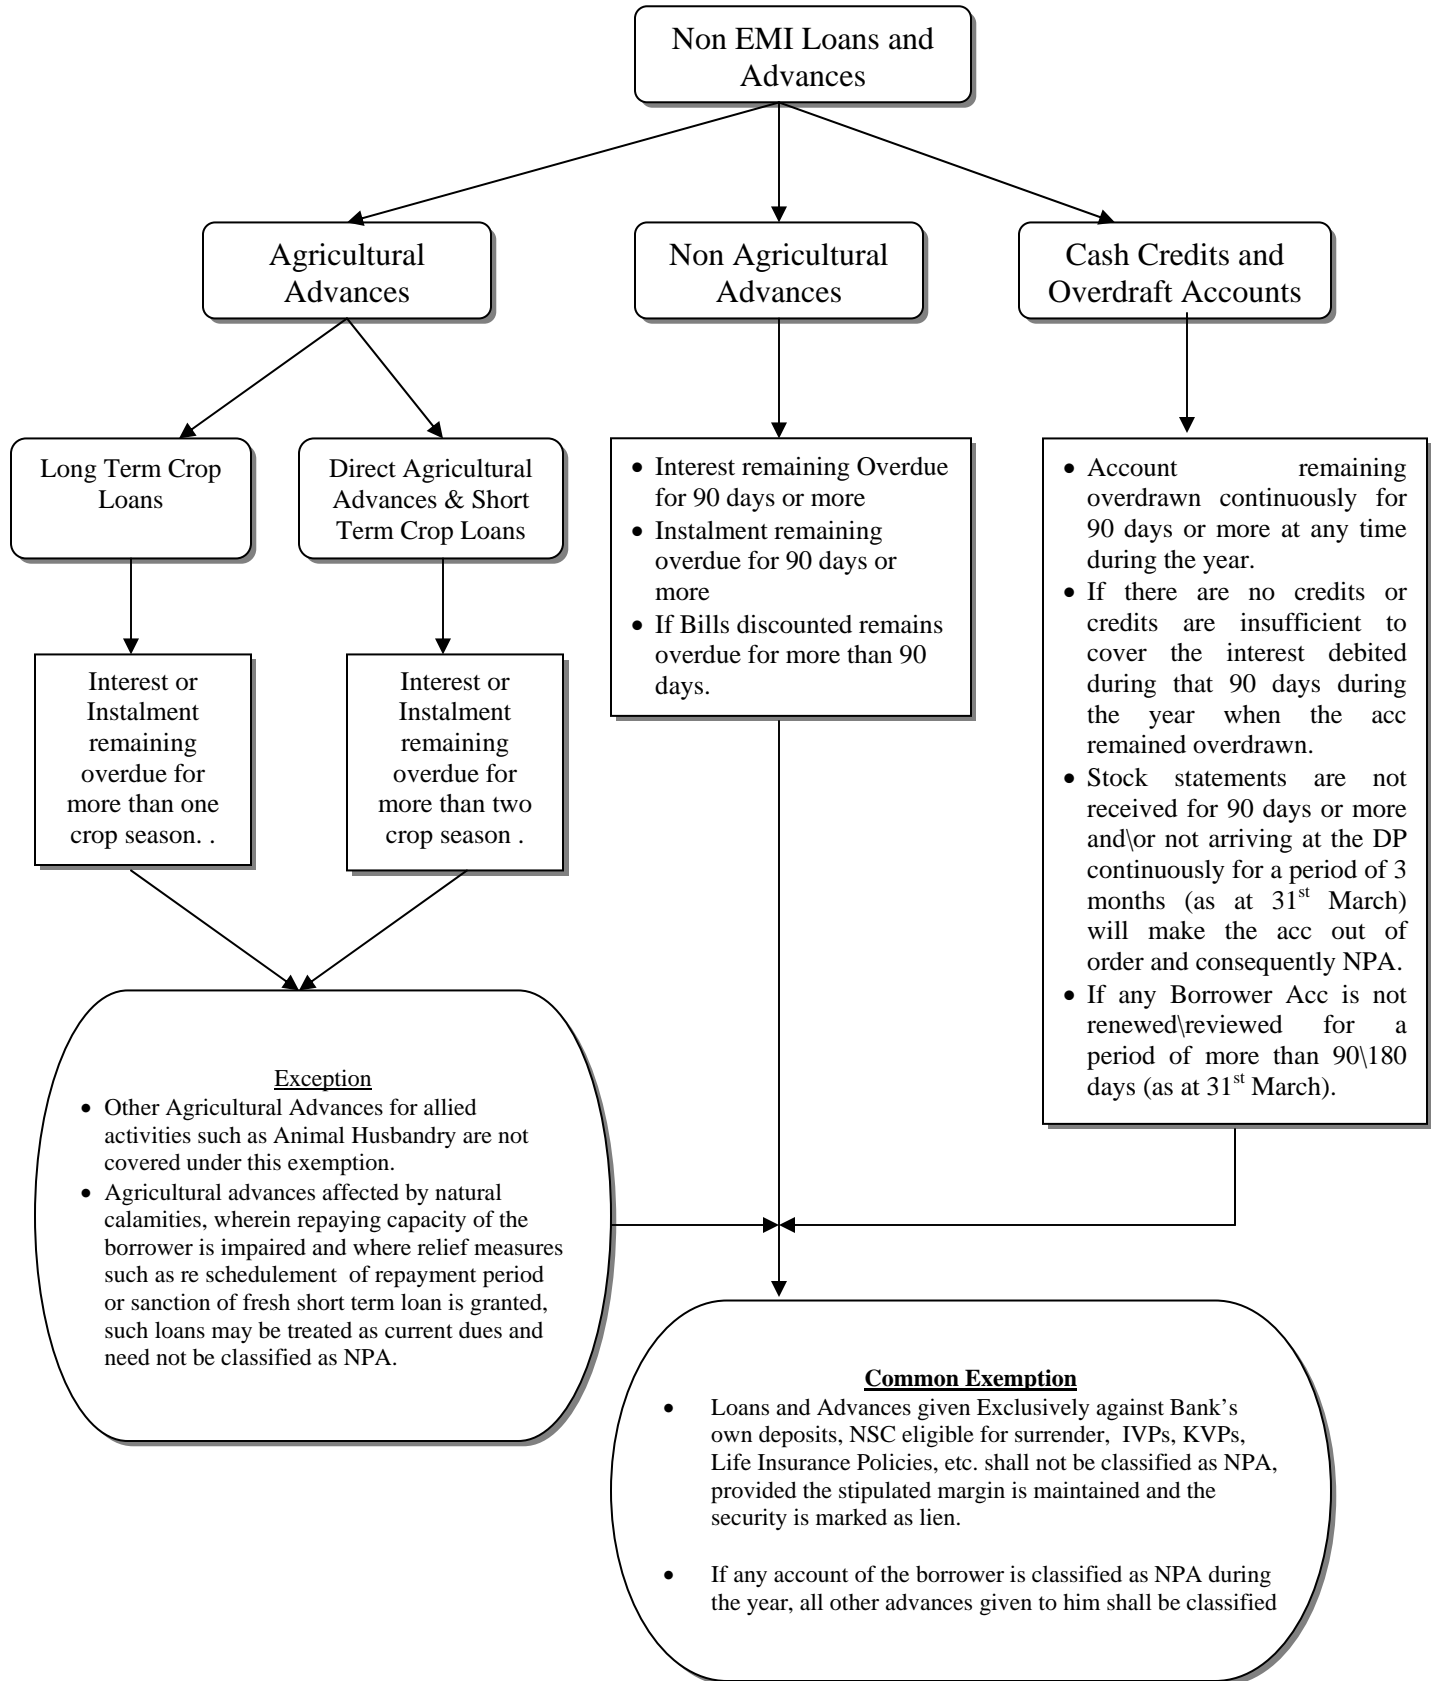 Non EMI Loans and
Advances
Agricultural
Advances
Non Agricultural
Advances
Cash Credits and
Overdraft Accounts
Long Term Crop
Loans
Direct Agricultural
Advances & Short
Term Crop Loans
• Interest remaining Overdue
for 90 days or more
• Instalment remaining
overdue for 90 days or
more
• If Bills discounted remains
overdue for more than 90
days.
• Account remaining
overdrawn continuously for
90 days or more at any time
during the year.
• If there are no credits or
credits are insufficient to
cover the interest debited
during that 90 days during
the year when the acc
remained overdrawn.
• Stock statements are not
received for 90 days or more
and\or not arriving at the DP
continuously for a period of 3
months (as at 31st March)
will make the acc out of
order and consequently NPA.
• If any Borrower Acc is not
renewed\reviewed for a
period of more than 90\180
days (as at 31st March).
Interest or
Instalment
remaining
overdue for
more than one
crop season. .
Interest or
Instalment
remaining
overdue for
more than two
crop season .
Exception
• Other Agricultural Advances for allied
activities such as Animal Husbandry are not
covered under this exemption.
• Agricultural advances affected by natural
calamities, wherein repaying capacity of the
borrower is impaired and where relief measures
such as re schedulement of repayment period
or sanction of fresh short term loan is granted,
such loans may be treated as current dues and
need not be classified as NPA.
Common Exemption
• Loans and Advances given Exclusively against Bank's
own deposits, NSC eligible for surrender, IVPs, KVPs,
Life Insurance Policies, etc. shall not be classified as NPA,
provided the stipulated margin is maintained and the
security is marked as lien.
• If any account of the borrower is classified as NPA during
the year, all other advances given to him shall be classified